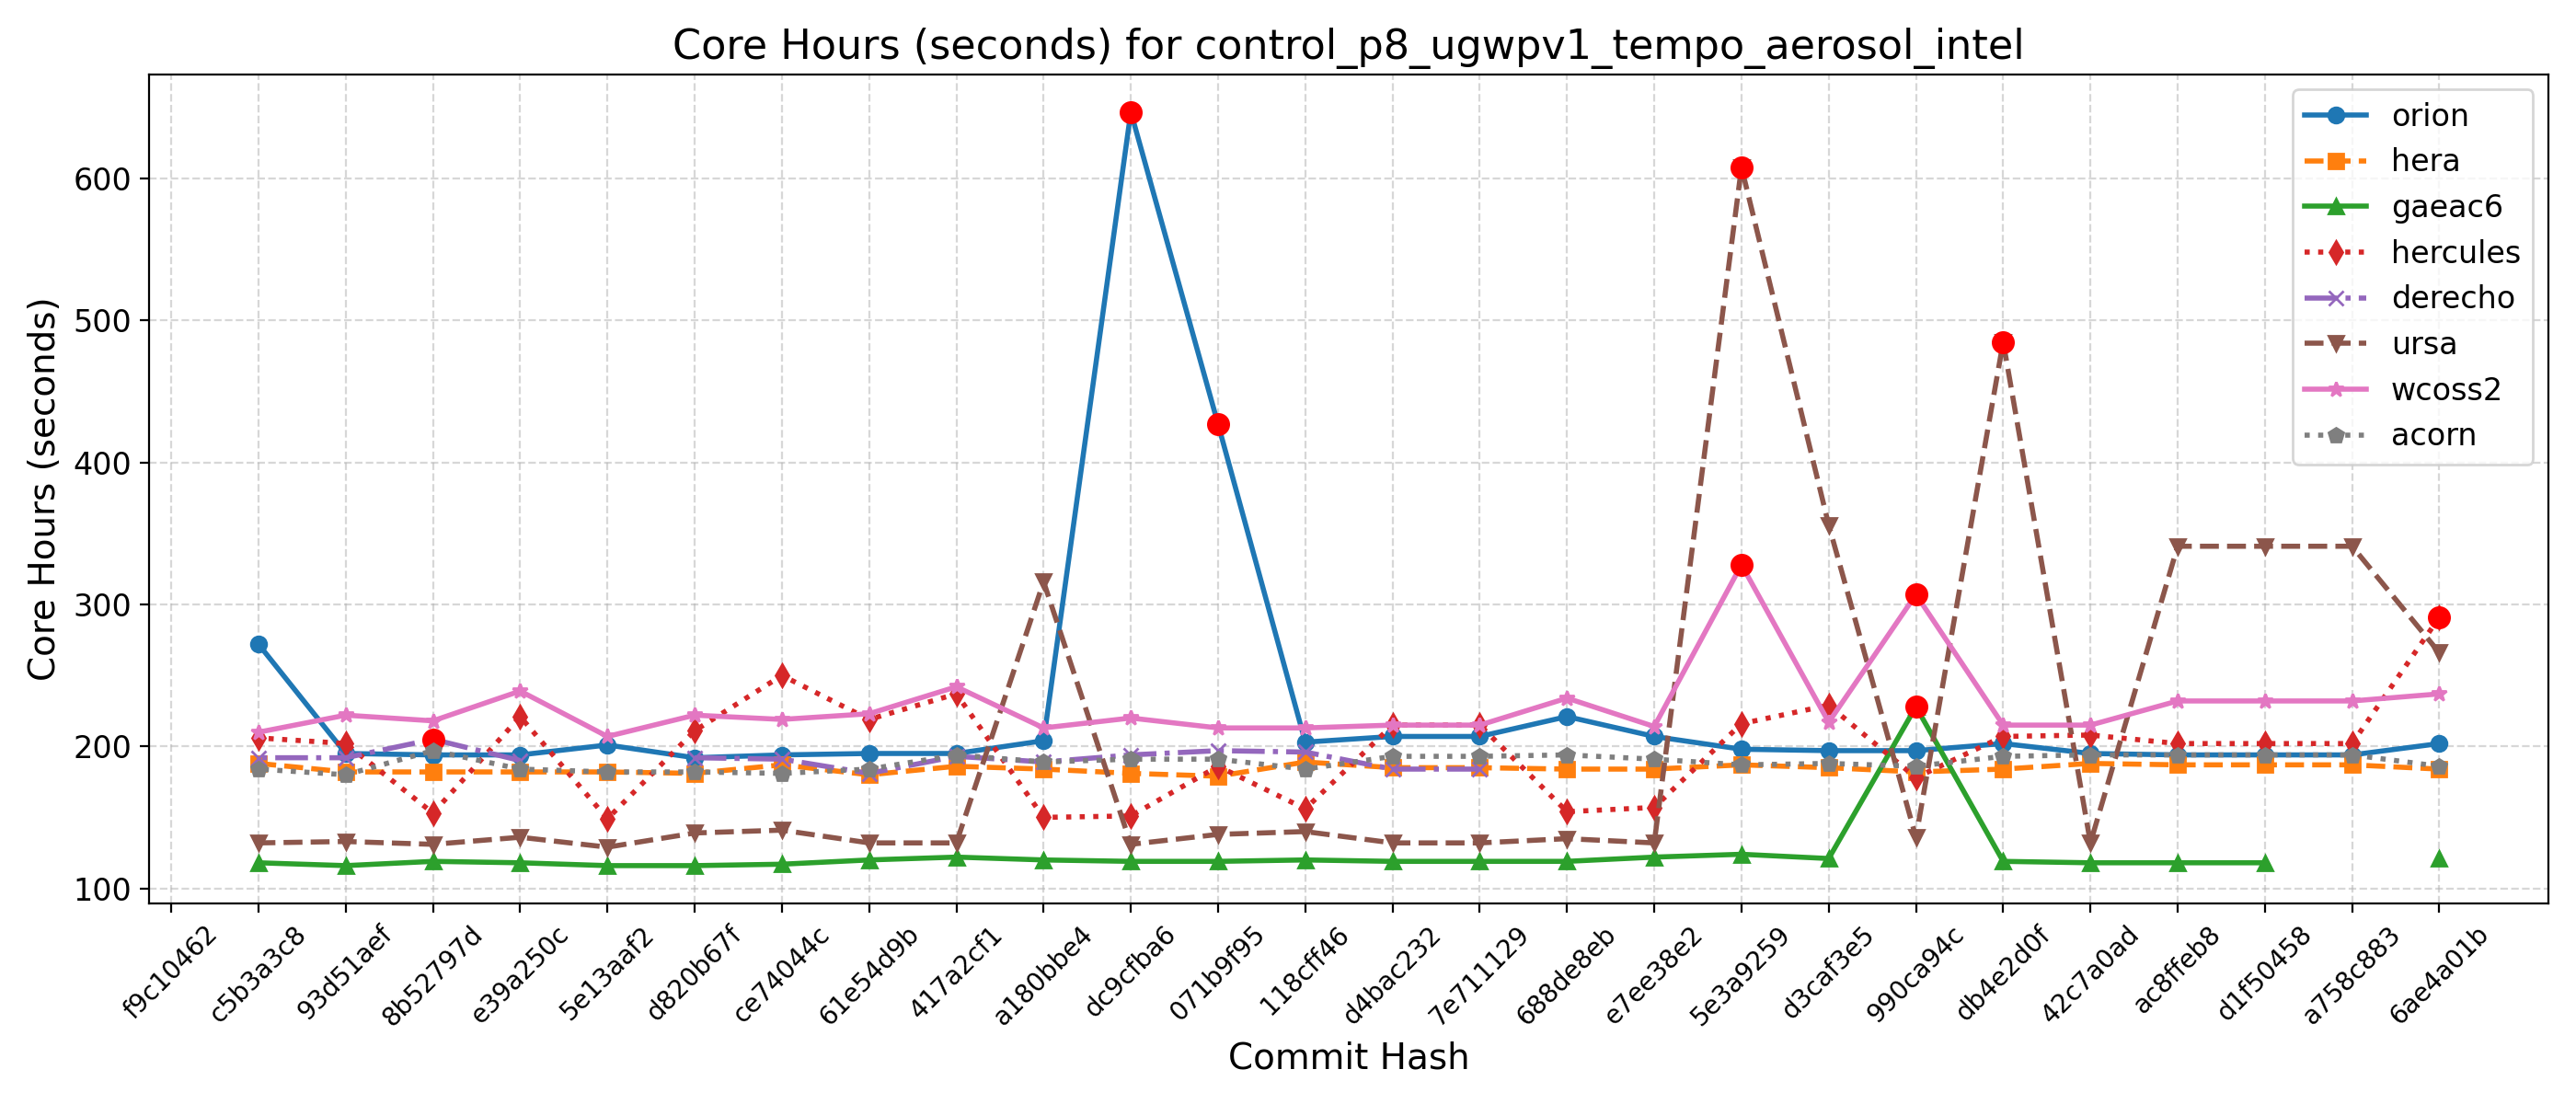 Core Hours (seconds) for control_p8_ugwpv1_tempo_aerosol_intel
Core Hours (seconds)
600
500
400
300
200
100
orion
hera
gaeac6
hercules
derecho
ursa
wcoss2
acorn
f9c10462
c5b3a3c8
93d51aef
8b52797d
e39a250c
5e13aaf2
d820b67f
ce74044c
61e54d9b
417a2cf1
a180bbe4
dc9cfba6
071b9f95
118cff46
d4bac232
7e711129
688de8eb
e7ee38e2
5e3a9259
d3caf3e5
990ca94c
db4e2d0f
42c7a0ad
ac8ffeb8
d1f50458
a758c883
6ae4a01b
Commit Hash